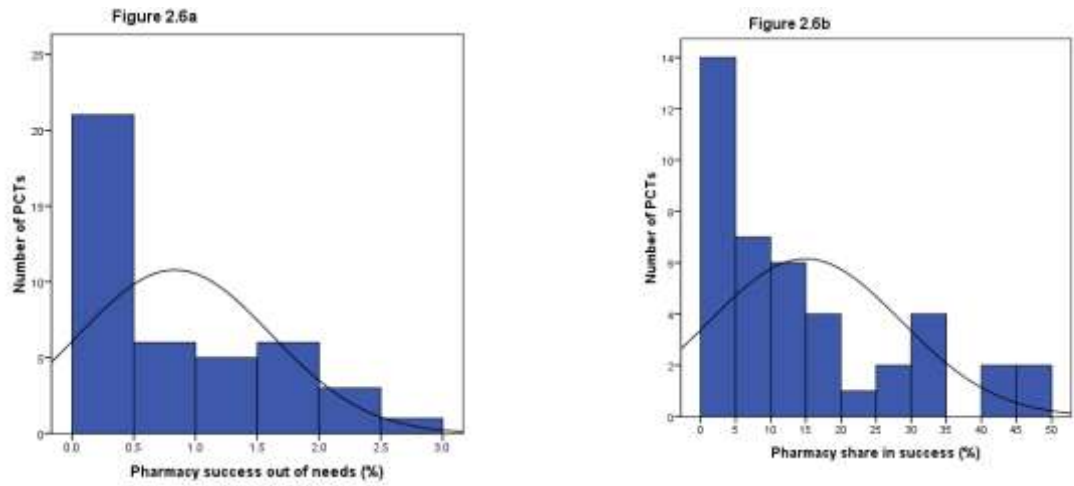 Figure 2.6a
25
20
15
10
5
0
Number of PCTs
0.0 0.5 1.0 1.5 2.0 2.5 3.0
Pharmacy success out of needs (%)
Figure 2.6b
14
12
10
8
6
4
2
0
Number of PCTs
0 5 10 15 20 25 30 35 40 45 50
Pharmacy share in success (%)